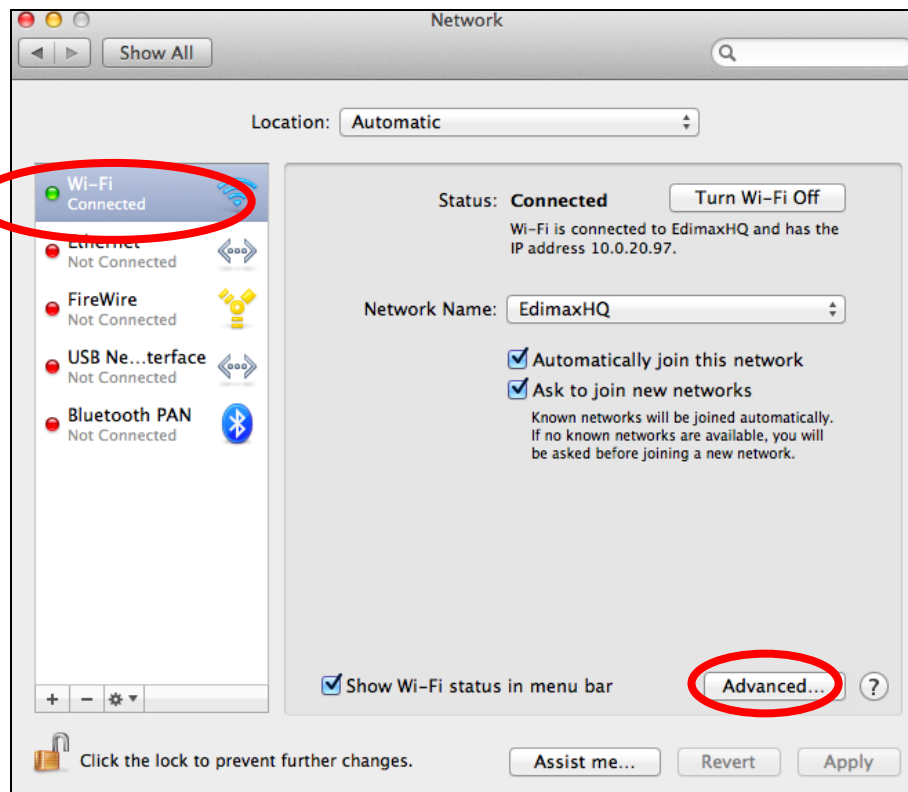 Network
Show All
Location: Automatic
Wi-Fi
Connected
Ethernet
Not Connected
FireWire
Not Connected
USB Ne...terface
Not Connected
Bluetooth PAN
Not Connected
Status: Connected
Turn Wi-Fi Off
Wi-Fi is connected to EdimaxHQ and has the
IP address 10.0.20.97.
Network Name: EdimaxHQ
Automatically join this network
Ask to join new networks
Known networks will be joined automatically.
If no known networks are available, you will
be asked before joining a new network.
Show Wi-Fi status in menu bar
Advanced...
?
Click the lock to prevent further changes.
Assist me...
Revert
Apply